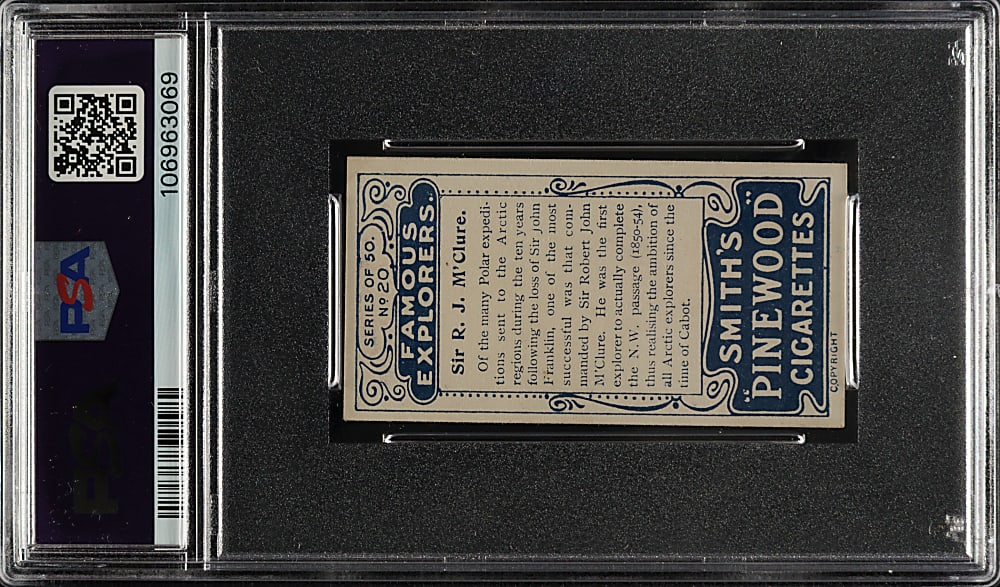 106963069
PSA
PSA
SERIES OF 50.
Nº 20
FAMOUS
EXPLORERS.
Sir R. J. M'Clure.
Of the many Polar expedi-
tions sent to the Arctic
regions during the ten years
following the loss of Sir John
Franklin, one of the most
successful was that com-
manded by Sir Robert John
M'Clure. He was the first
explorer to actually complete
the N.W. passage (1850-54),
thus realising the ambition of
all Arctic explorers since the
time of Cabot.
SMITH'S
"PINEWOOD"
CIGARETTES
COPYRIGHT